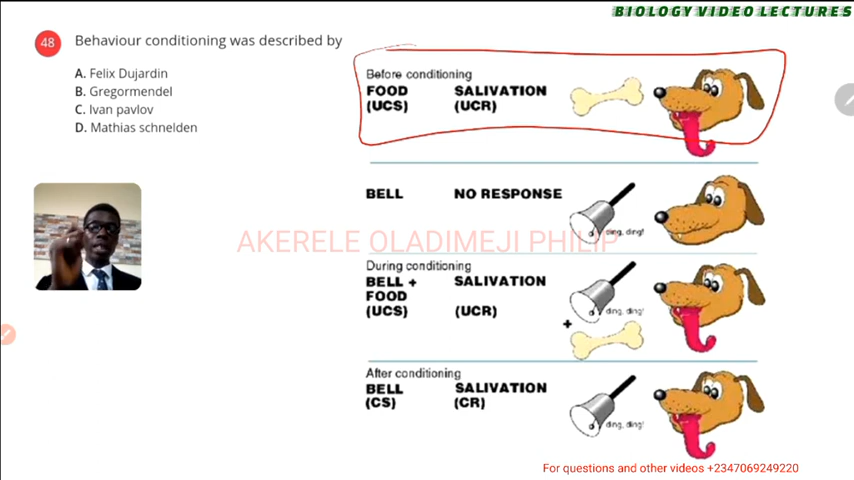 BIOLOGY VIDEO LECTURES
48 Behaviour conditioning was described by
A. Felix Dujardin
B. Gregormendel
C. Ivan pavlov
D. Mathias schnelden
Before conditioning
FOOD SALIVATION
(UCS) (UCR)
BELL NO RESPONSE
ding, ding!
AKERELE OLADIMEJI PHILIP
During conditioning
BELL + SALIVATION
FOOD
(UCS) (UCR)
ding, ding!
+
After conditioning
BELL SALIVATION
(CS) (CR)
ding, ding!
For questions and other videos +2347069249220